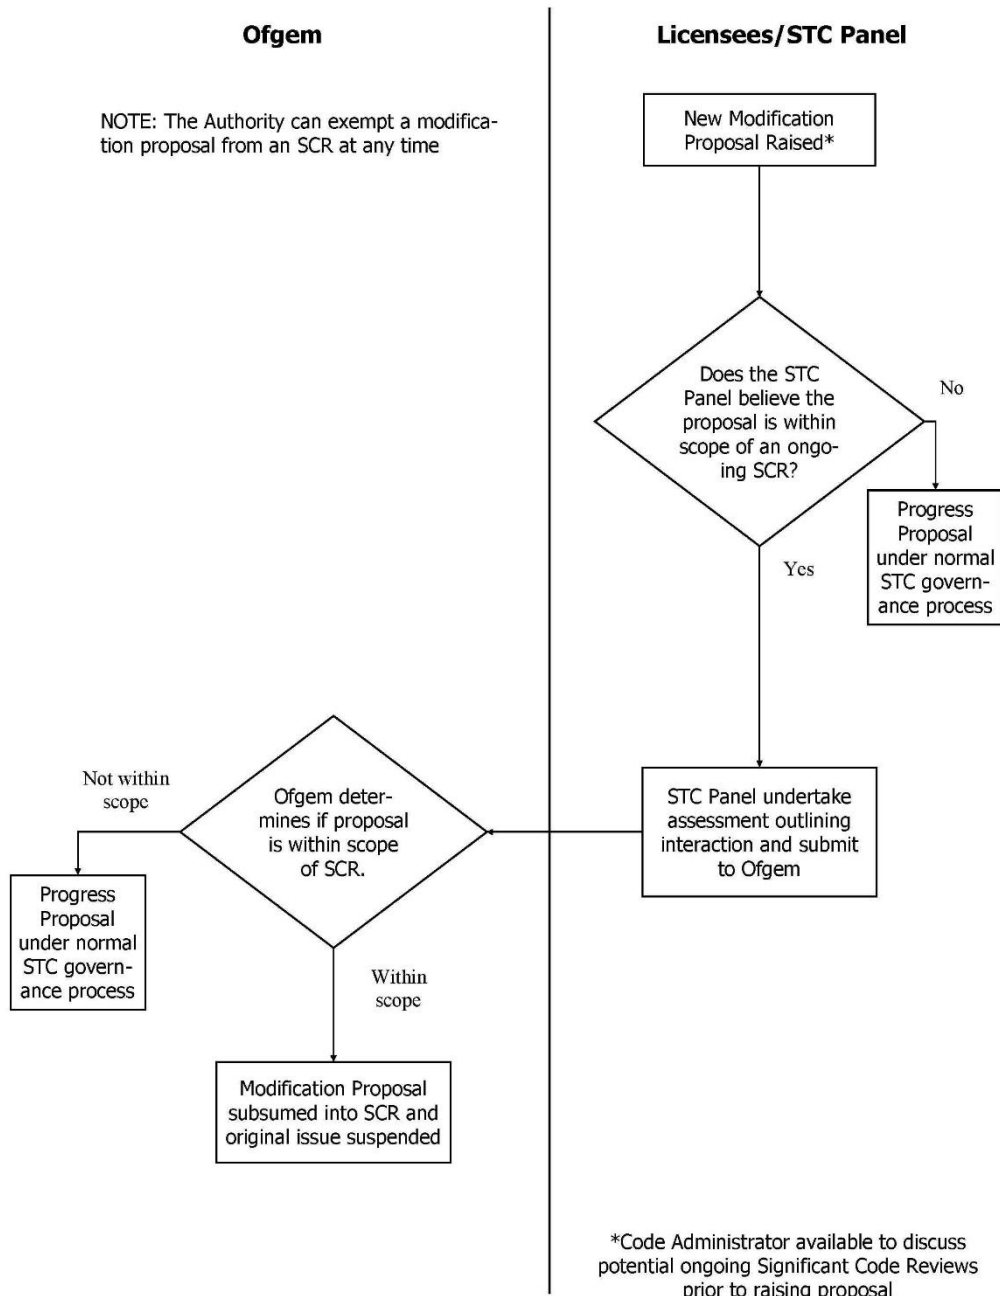 Ofgem
Licensees/STC Panel
NOTE: The Authority can exempt a modifica-
tion proposal from an SCR at any time
New Modification
Proposal Raised*
Does the STC
Panel believe the
proposal is within
scope of an ongo-
ing SCR?
No
Progress
Proposal
under normal
STC govern-
ance process
Yes
STC Panel undertake
assessment outlining
interaction and submit
to Ofgem
Ofgem deter-
mines if proposal
is within scope
of SCR.
Not within
scope
Progress
Proposal
under normal
STC govern-
ance process
Within
scope
Modification Proposal
subsumed into SCR and
original issue suspended
*Code Administrator available to discuss
potential ongoing Significant Code Reviews
prior to raising proposal